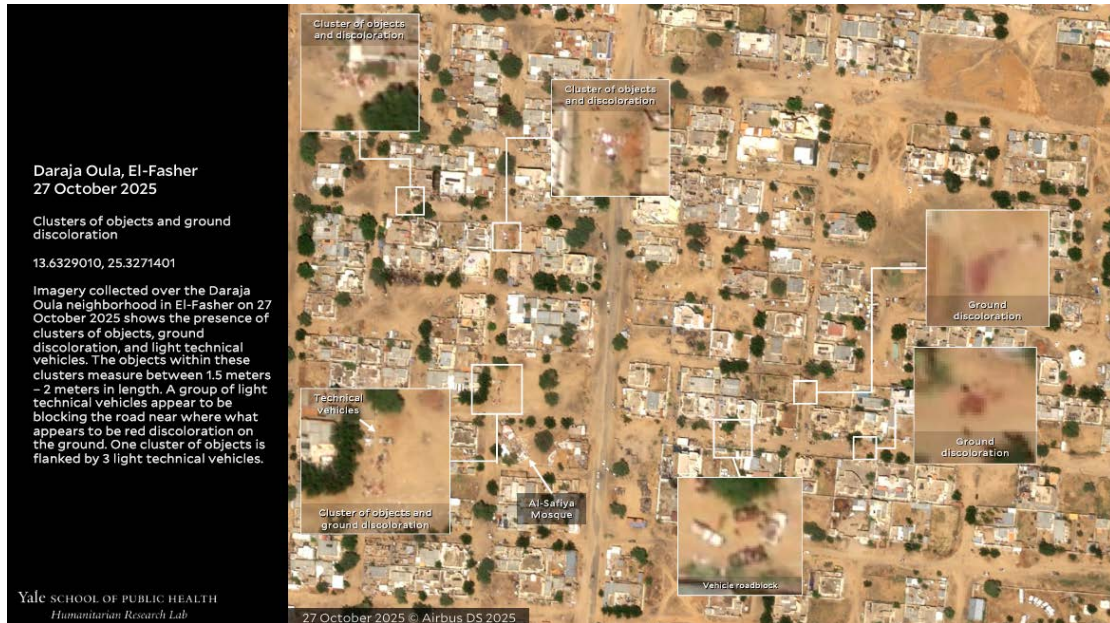 Daraja Oula, El-Fasher
27 October 2025
Clusters of objects and ground
discoloration
13.6329010, 25.3271401
Imagery collected over the Daraja
Oula neighborhood in El-Fasher on 27
October 2025 shows the presence of
clusters of objects, ground
discoloration, and light technical
vehicles. The objects within these
clusters measure between 1.5 meters
– 2 meters in length. A group of light
technical vehicles appear to be
blocking the road near where what
appears to be red discoloration on
the ground. One cluster of objects is
flanked by 3 light technical vehicles.
Yale SCHOOL OF PUBLIC HEALTH
Humanitarian Research Lab
Cluster of objects
and discoloration
Cluster of objects
and discoloration
Ground
discoloration
Ground
discoloration
Technical
Vehicles
Cluster of objects and
ground discoloration
Al-Safiya
Mosque
Vehicle roadblock
27 October 2025 © Airbus DS 2025